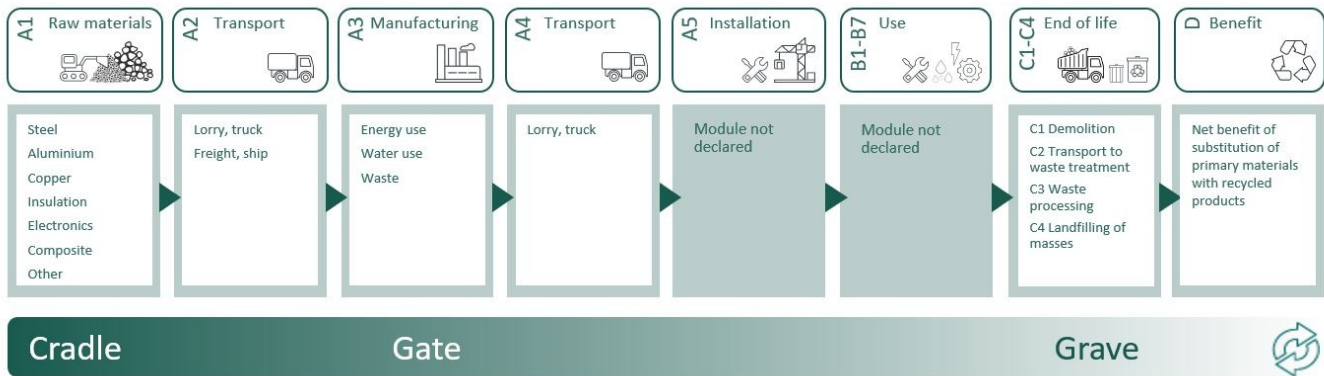 A1 Raw materials
A2 Transport
A3 Manufacturing
A4 Transport
A5 Installation
B1-B7 Use
C1-C4 End of life
D Benefit
Steel
Aluminium
Copper
Insulation
Electronics
Composite
Other
Lorry, truck
Freight, ship
Energy use
Water use
Waste
Lorry, truck
Module not
declared
Module not
declared
C1 Demolition
C2 Transport to
waste treatment
C3 Waste
processing
C4 Landfilling of
masses
Net benefit of
substitution of
primary materials
with recycled
products
Cradle
Gate
Grave